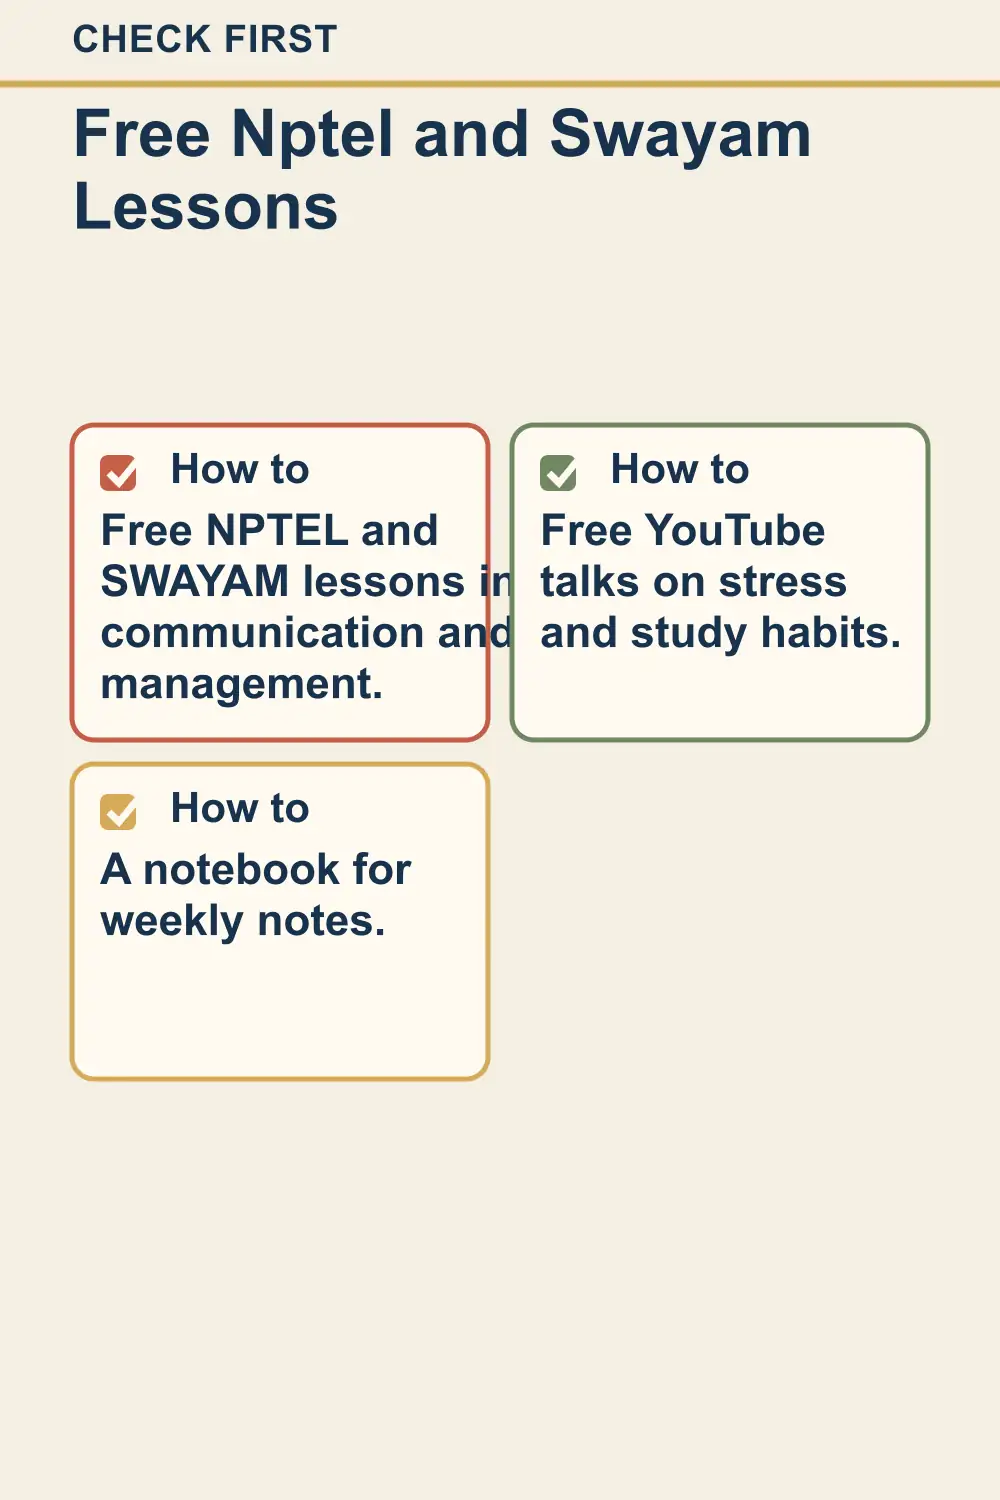 CHECK FIRST
Free Nptel and Swayam
Lessons
How to
Free NPTEL and
SWAYAM lessons in
communication and
management.
How to
Free YouTube
talks on stress
and study habits.
How to
A notebook for
weekly notes.